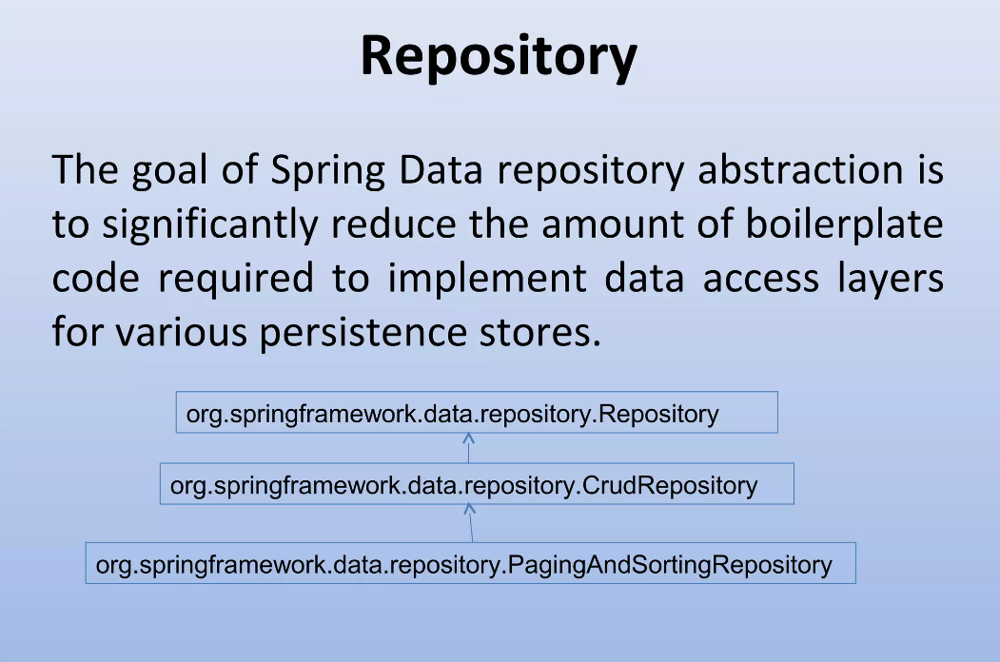 Repository
The goal of Spring Data repository abstraction is
to significantly reduce the amount of boilerplate
code required to implement data access layers
for various persistence stores.
org.springframework.data.repository.Repository
org.springframework.data.repository.CrudRepository
org.springframework.data.repository.PagingAndSortingRepository